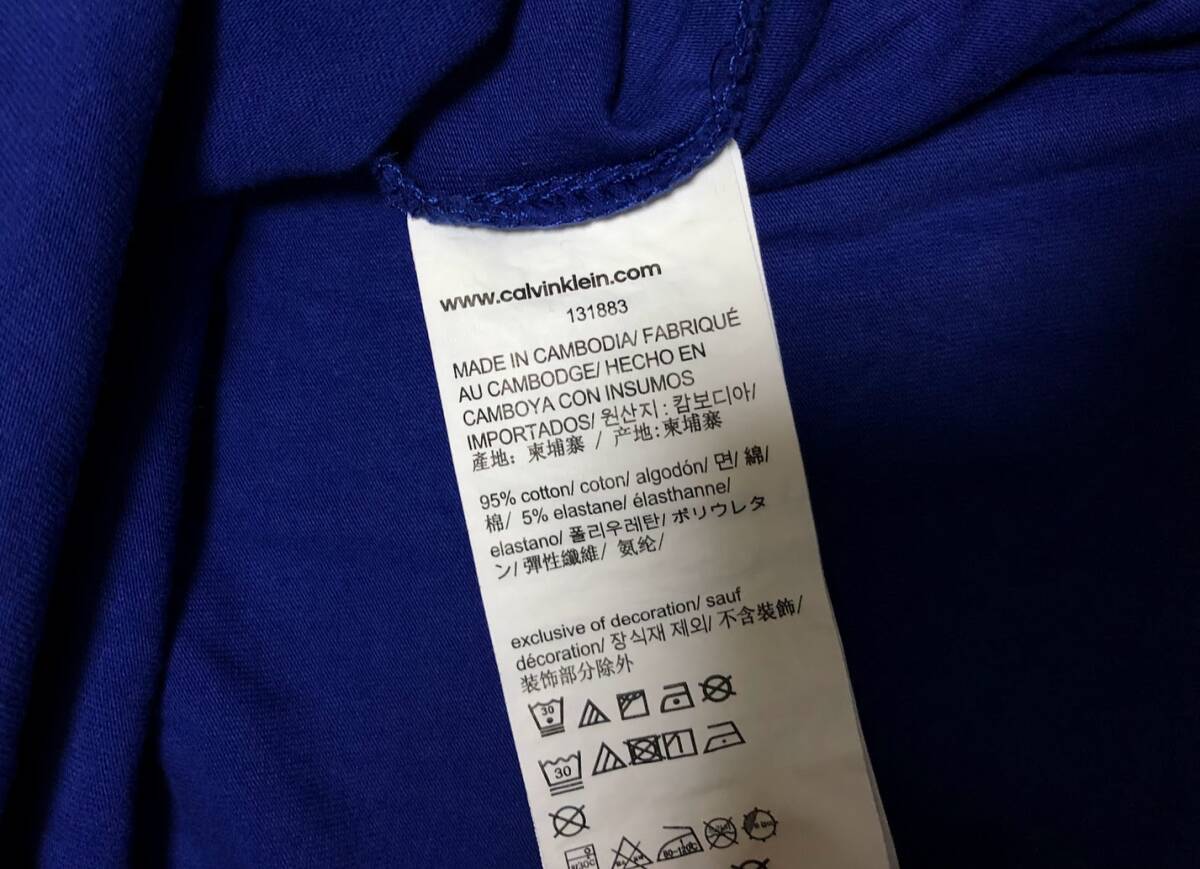 www.calvinklein.com
131883
MADE IN CAMBODIA/ FABRIQUÉ
AU CAMBODGE/ HECHO EN
CAMBOYA CON INSUMOS
IMPORTADOS/ 원산지 : 캄보디아/
產地: 柬埔寨 / 产地:柬埔寨
95% cotton/ coton/ algodón/ 면/ 綿/
棉/ 5% elastane/ élasthanne/
elastano/ 폴리우레탄/ ポリウレタ
ン/ 彈性纖維/ 氨纶/
exclusive of decoration/ sauf
décoration/ 장식재 제외/ 不含裝飾/
装饰部分除外
30
30
80-120°C